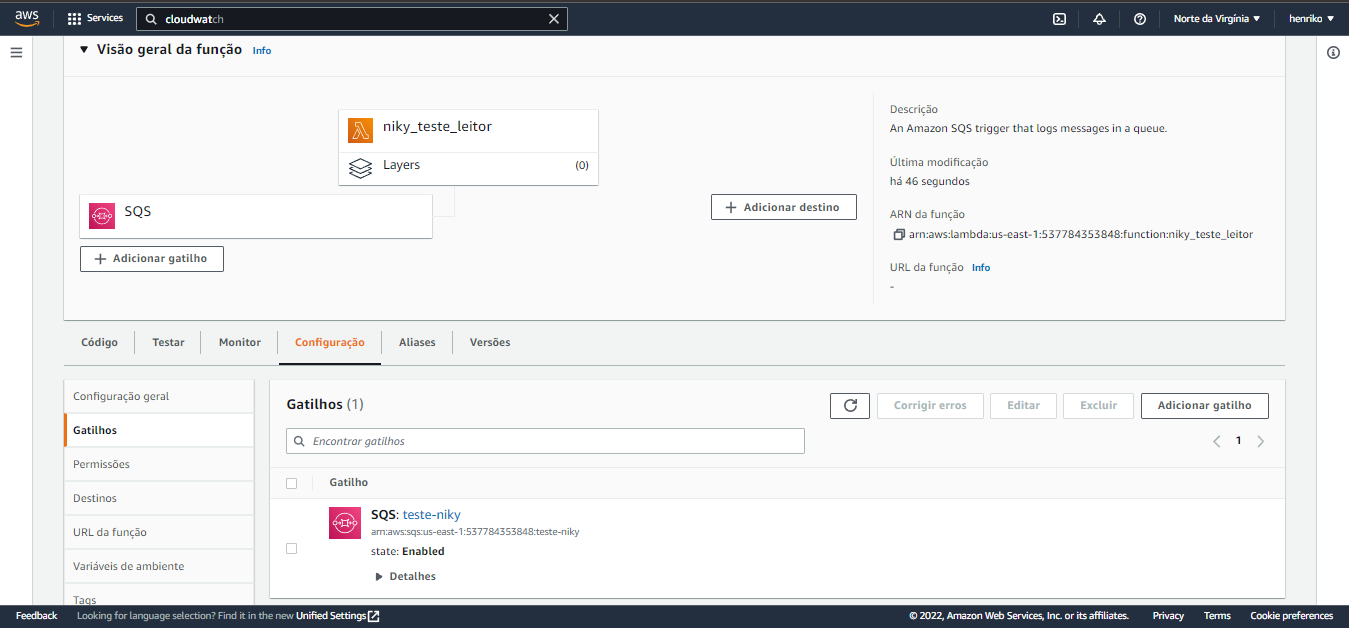 aws
Services
cloudwatch
Norte da Virgínia ▼
henriko ▼
▼ Visão geral da função Info
niky_teste_leitor
Layers (0)
SQS
+ Adicionar gatilho
+ Adicionar destino
Descrição
An Amazon SQS trigger that logs messages in a queue.
Última modificação
há 46 segundos
ARN da função
arn:aws:lambda:us-east-1:537784353848:function:niky_teste_leitor
URL da função Info
-
Código
Testar
Monitor
Configuração
Aliases
Versões
Configuração geral
Gatilhos
Permissões
Destinos
URL da função
Variáveis de ambiente
Tags
Gatilhos (1)
Corrigir erros
Editar
Excluir
Adicionar gatilho
Encontrar gatilhos
1
Gatilho
SQS: teste-niky
arn:aws:sqs:us-east-1:537784353848:teste-niky
state: Enabled
Detalhes
Feedback
Looking for language selection? Find it in the new Unified Settings
© 2022, Amazon Web Services, Inc. or its affiliates.
Privacy
Terms
Cookie preferences